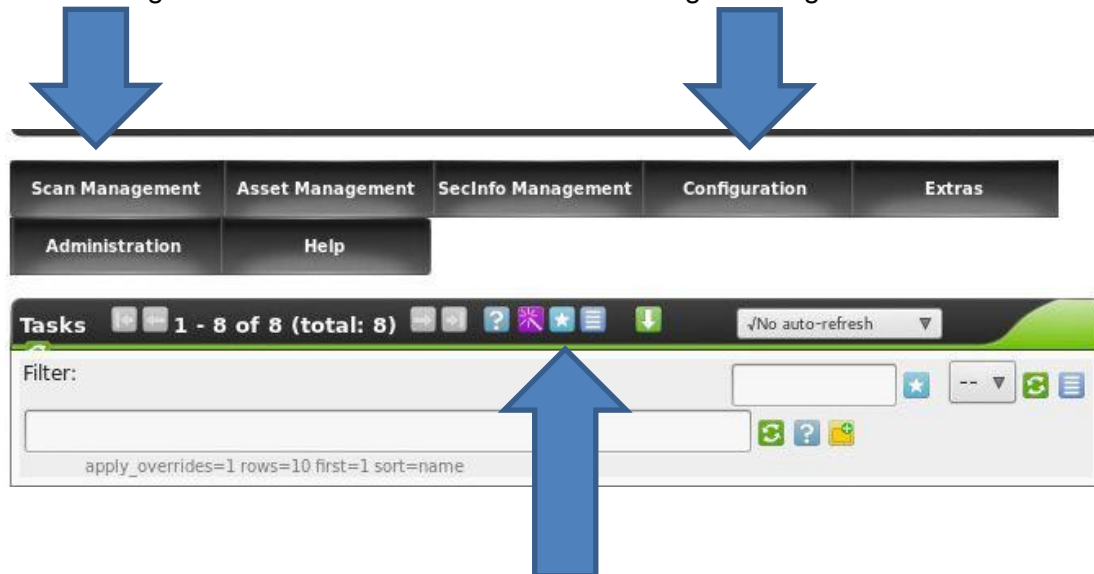 Scan Management Asset Management SecInfo Management Configuration Extras
Administration Help
Tasks 1 - 8 of 8 (total: 8) ? √No auto-refresh
Filter:
--
?
apply_overrides=1 rows=10 first=1 sort=name